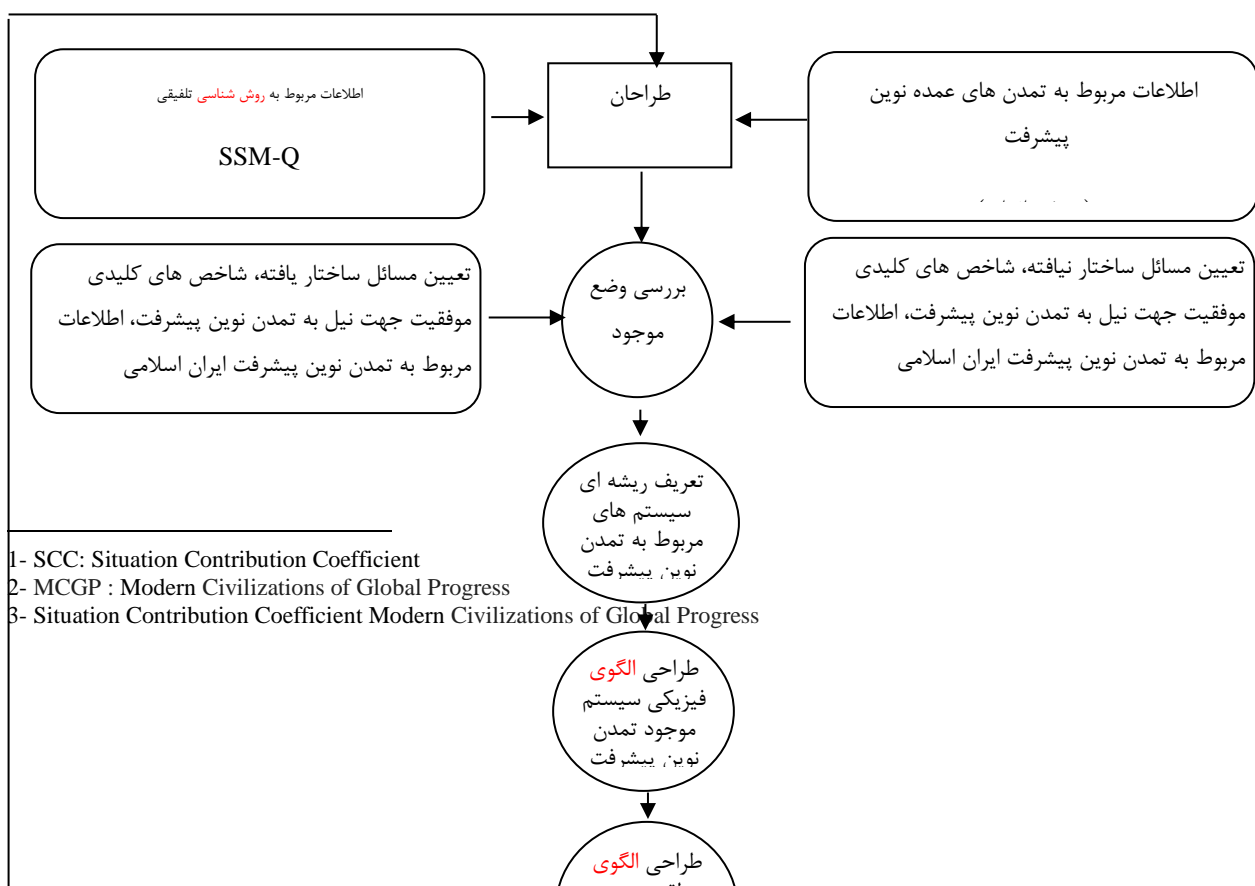 اطلاعات مربوط به روش شناسی تلفیقی
SSM-Q
طراحان
اطلاعات مربوط به تمدن های عمده نوین
پیشرفت
تعیین مسائل ساختار یافته، شاخص های کلیدی
موفقیت جهت نیل به تمدن نوین پیشرفت، اطلاعات
مربوط به تمدن نوین پیشرفت ایران اسلامی
بررسی وضع
موجود
تعیین مسائل ساختار نیافته، شاخص های کلیدی
موفقیت جهت نیل به تمدن نوین پیشرفت، اطلاعات
مربوط به تمدن نوین پیشرفت ایران اسلامی
تعریف ریشه ای
سیستم های
مربوط به تمدن
نوین پیشرفت
1- SCC: Situation Contribution Coefficient
2- MCGP : Modern Civilizations of Global Progress
3- Situation Contribution Coefficient Modern Civilizations of Global Progress
طراحی الگوی
فیزیکی سیستم
موجود تمدن
نوین پیشرفت
طراحی الگوی